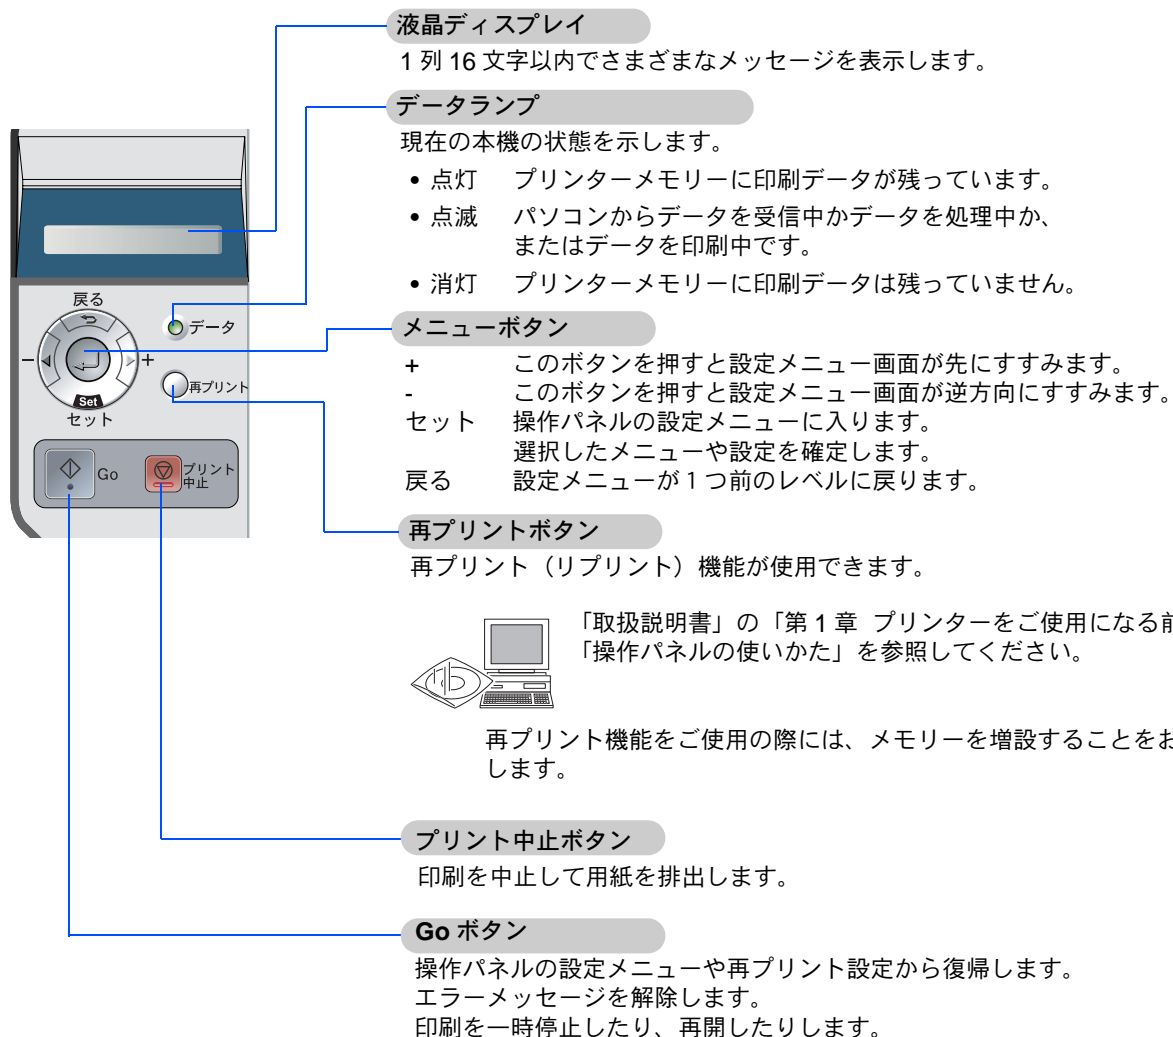 液晶ディスプレイ
1 列 16 文字以内でさまざまなメッセージを表示します。
データランプ
現在の本機の状態を示します。
• 点灯 プリンターメモリーに印刷データが残っています。
• 点滅 パソコンからデータを受信中かデータを処理中か、
またはデータを印刷中です。
• 消灯 プリンターメモリーに印刷データは残っていません。
戻る
データ
- +
再プリント
Set
セット
Go
プリント
中止
メニューボタン
+ このボタンを押すと設定メニュー画面が先にすすみます。
- このボタンを押すと設定メニュー画面が逆方向にすすみます。
セット 操作パネルの設定メニューに入ります。
選択したメニューや設定を確定します。
戻る 設定メニューが 1 つ前のレベルに戻ります。
再プリントボタン
再プリント（リプリント）機能が使用できます。
「取扱説明書」の「第 1 章 プリンターをご使用になる前
「操作パネルの使いかた」を参照してください。
再プリント機能をご使用の際には、メモリーを増設することをお
します。
プリント中止ボタン
印刷を中止して用紙を排出します。
Go ボタン
操作パネルの設定メニューや再プリント設定から復帰します。
エラーメッセージを解除します。
印刷を一時停止したり、再開したりします。